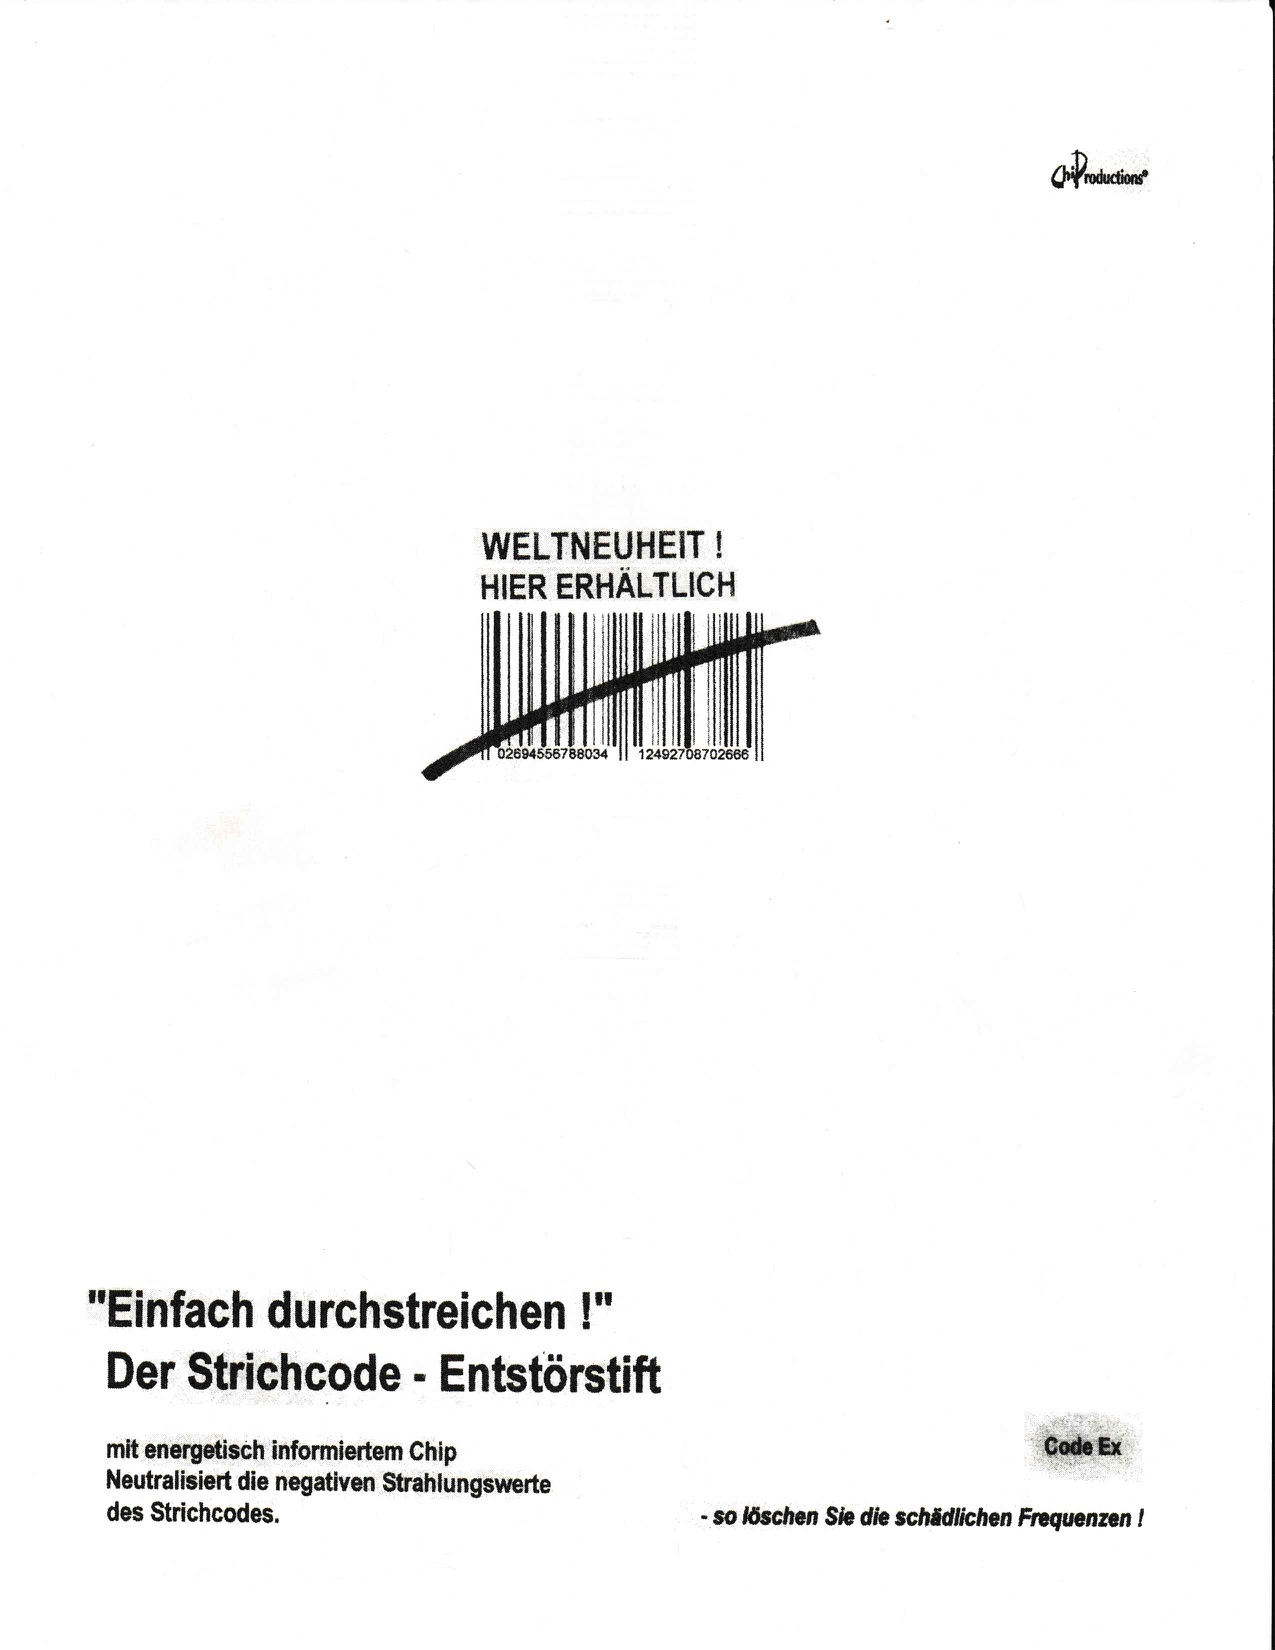 ChiProductions®
WELTNEUHEIT !
HIER ERHÄLTLICH
02694556788034 12492708702666
"Einfach durchstreichen !"
Der Strichcode - Entstörstift
mit energetisch informiertem Chip
Neutralisiert die negativen Strahlungswerte
des Strichcodes.
Code Ex
- so löschen Sie die schädlichen Frequenzen !